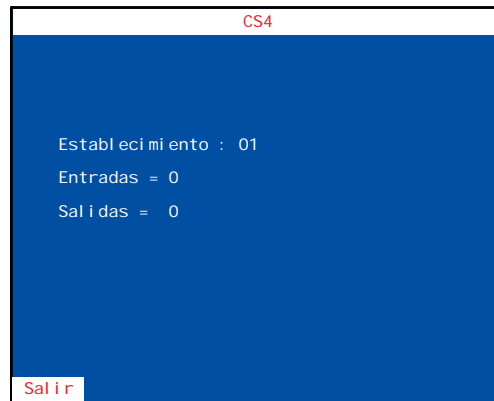 CS4
Establecimiento : 01
Entradas = 0
Salidas = 0
Salir